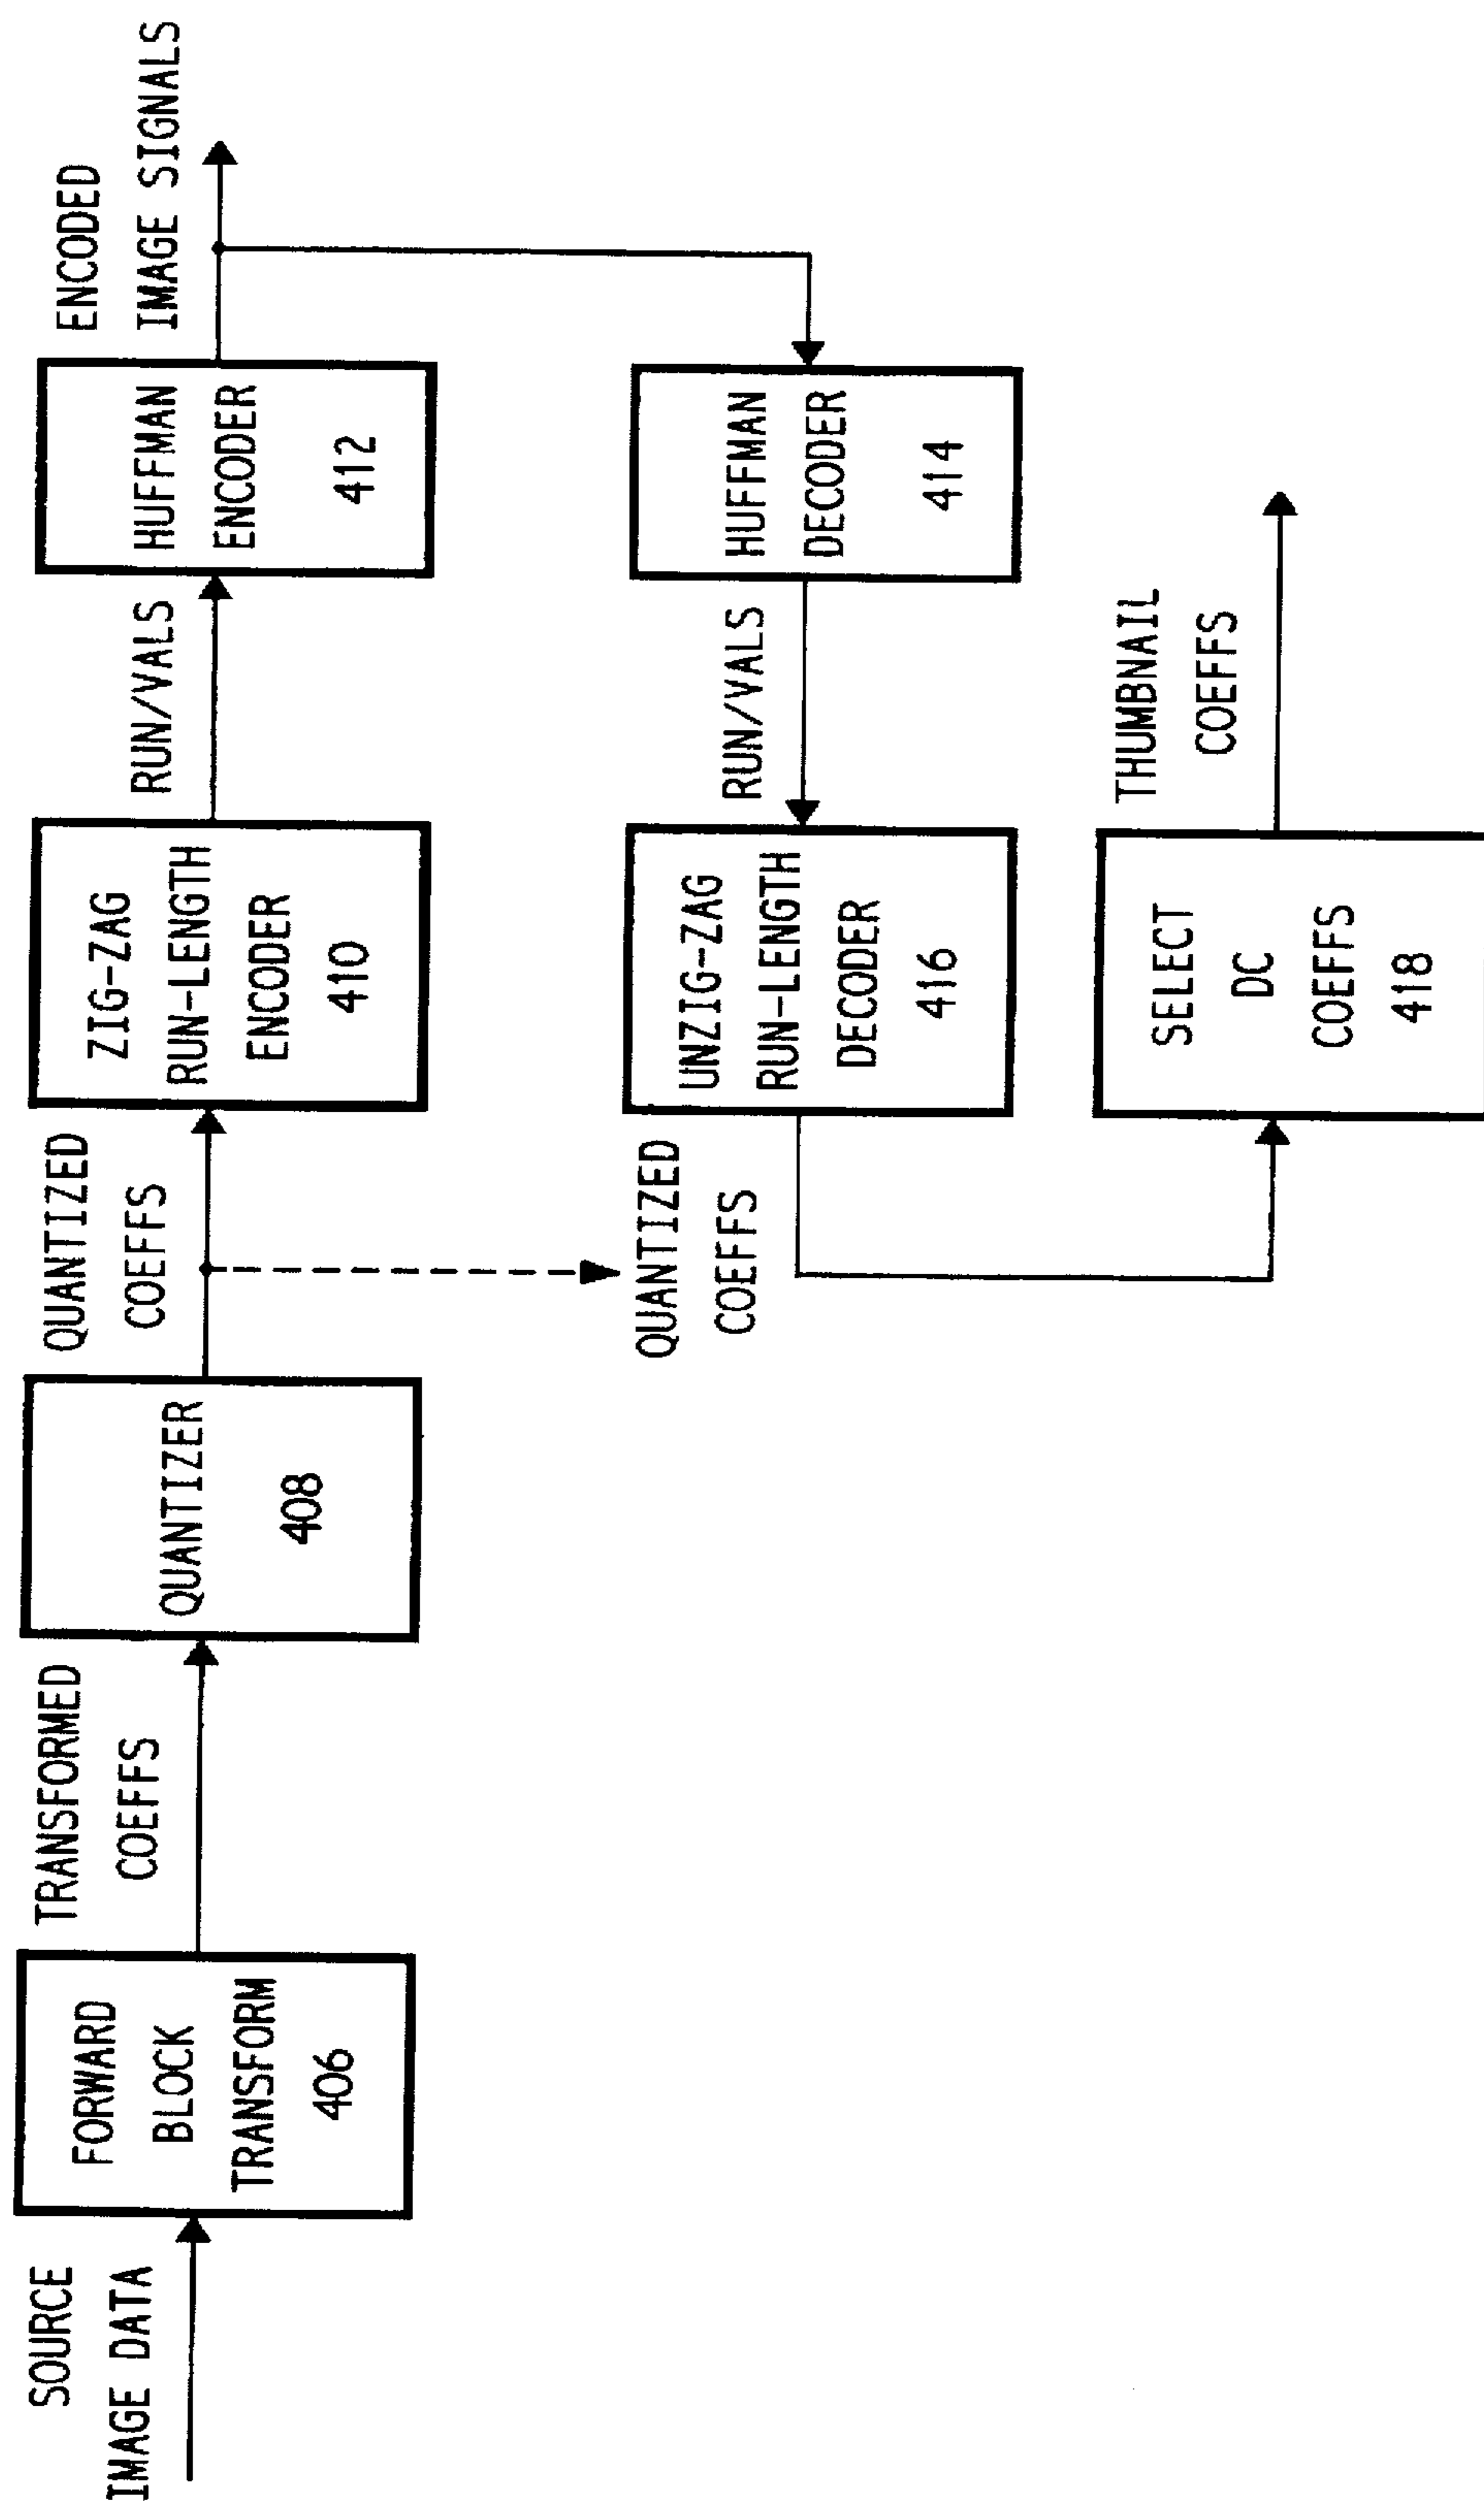 SOURCE
IMAGE DATA
FORWARD
BLOCK
TRANSFORM
406
TRANSFORMED
COEFFS
QUANTIZER
408
QUANTIZED
COEFFS
ZIG-ZAG
RUN-LENGTH
ENCODER
410
RUN/VALS
HUFFMAN
ENCODER
412
ENCODED
IMAGE SIGNALS
QUANTIZED
COEFFS
UNZIG-ZAG
RUN-LENGTH
DECODER
416
RUN/VALS
HUFFMAN
DECODER
414
SELECT
DC
COEFFS
418
THUMBNAIL
COEFFS